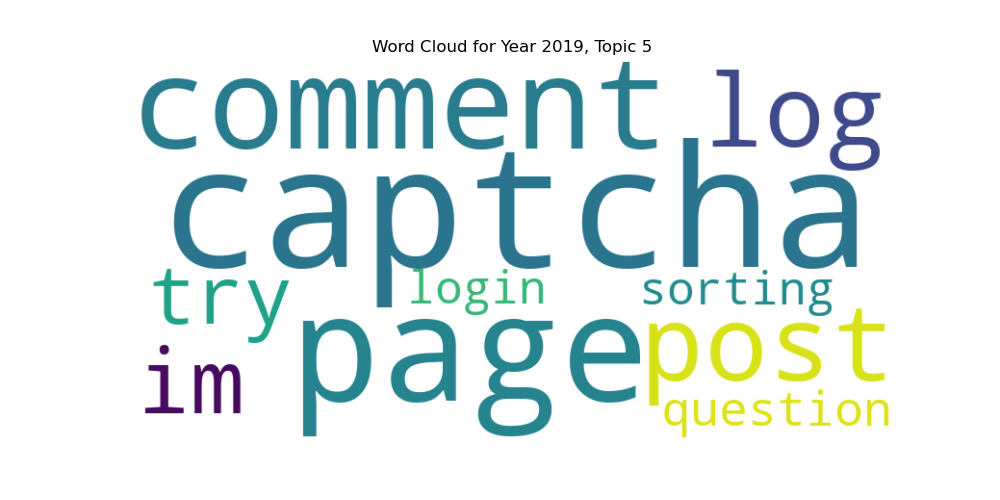 Word Cloud for Year 2019, Topic 5
comment log
captcha
try login sorting
page post
im question